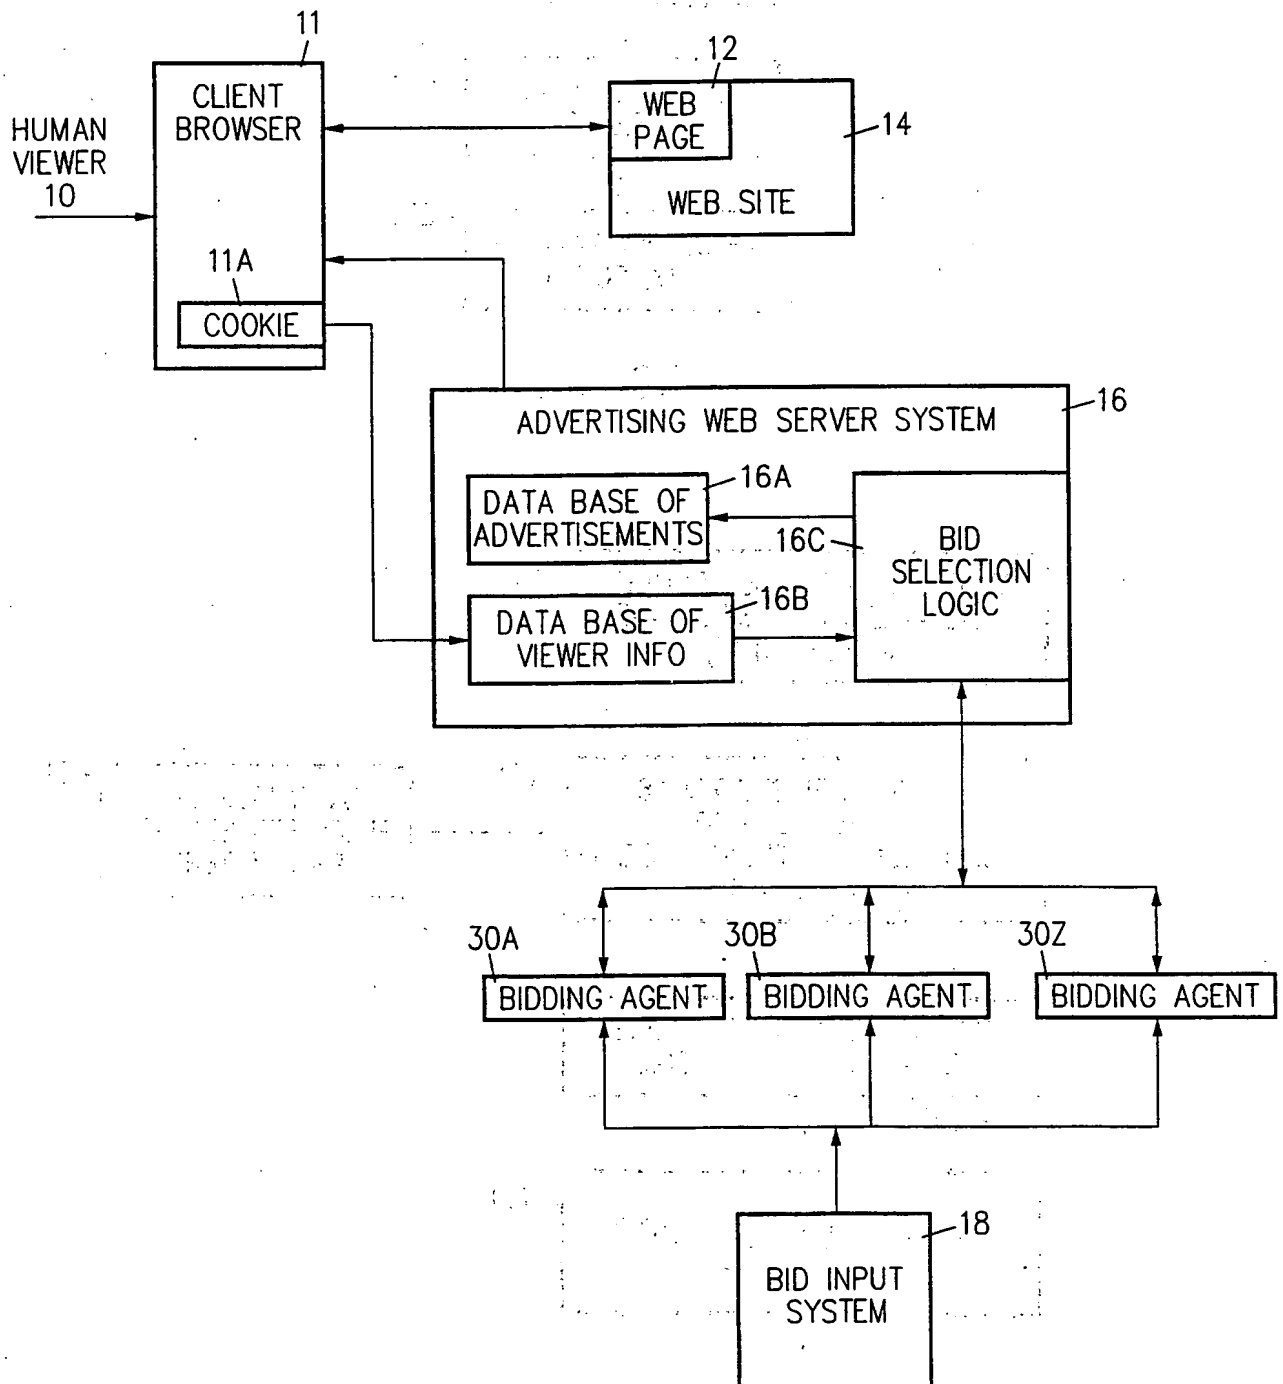 11
CLIENT
BROWSER
HUMAN
VIEWER
10
11A
COOKIE
12
WEB
PAGE
14
WEB SITE
16
ADVERTISING WEB SERVER SYSTEM
16A
DATA BASE OF
ADVERTISEMENTS
16C
BID
SELECTION
LOGIC
16B
DATA BASE OF
VIEWER INFO
30A
BIDDING AGENT
30B
BIDDING AGENT
30Z
BIDDING AGENT
18
BID INPUT
SYSTEM